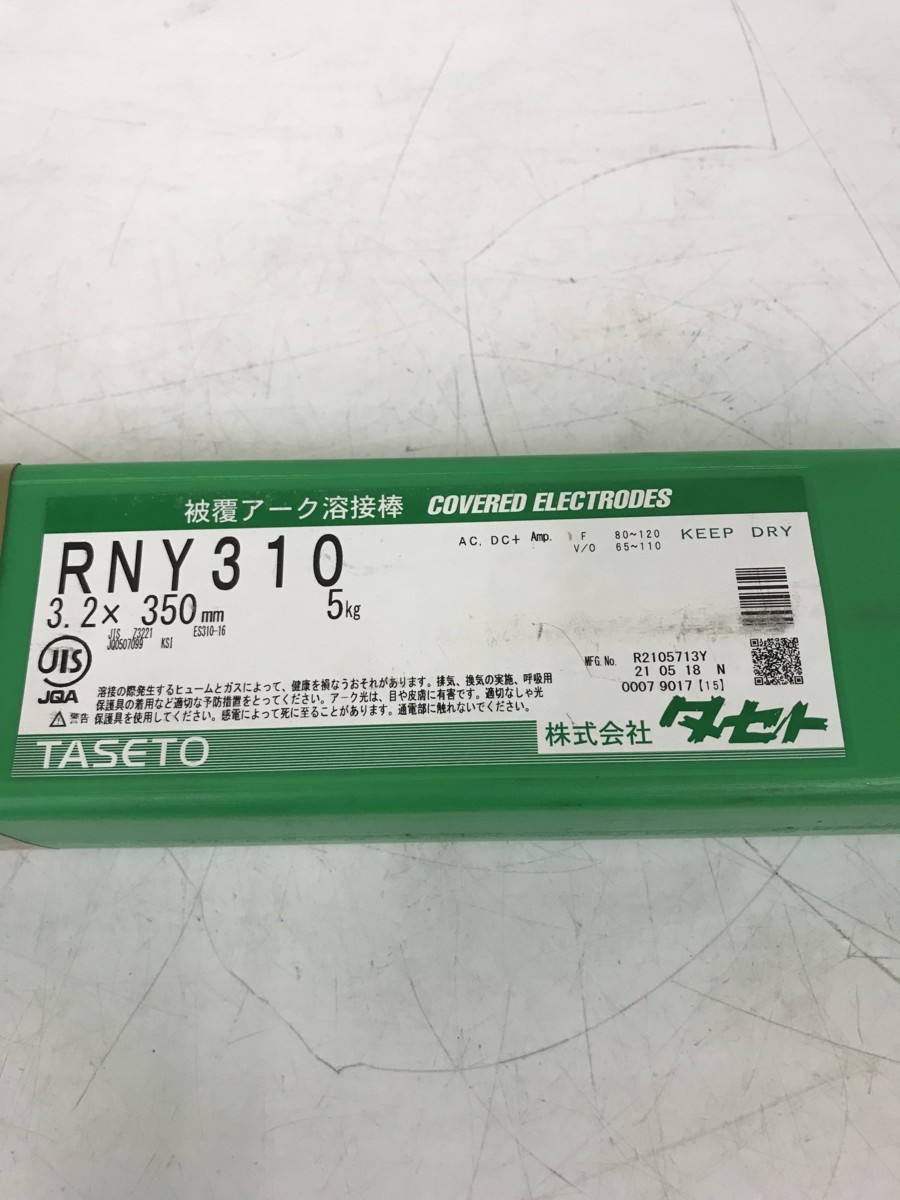 被覆アーク溶接棒 COVERED ELECTRODES
RNY310
AC, DC+ Amp. F 80~120 KEEP DRY
V/O 65~110
3.2× 350mm 5kg
JIS Z3221 ES310-16
JQ0507099 KSI
JIS
JQA
MFG. No. R2105713Y
21 05 18 N
0007 9017 [15]
溶接の際発生するヒュームとガスによって、健康を損なうおそれがあります。排気、換気の実施、呼吸用
保護具の着用など適切な予防措置をとってください。アーク光は、目や皮膚に有害です。適切なしゃ光
警告 保護具を使用してください。感電によって死に至ることがあります。通電部に触れないでください。
TASETO
株式会社 タセト